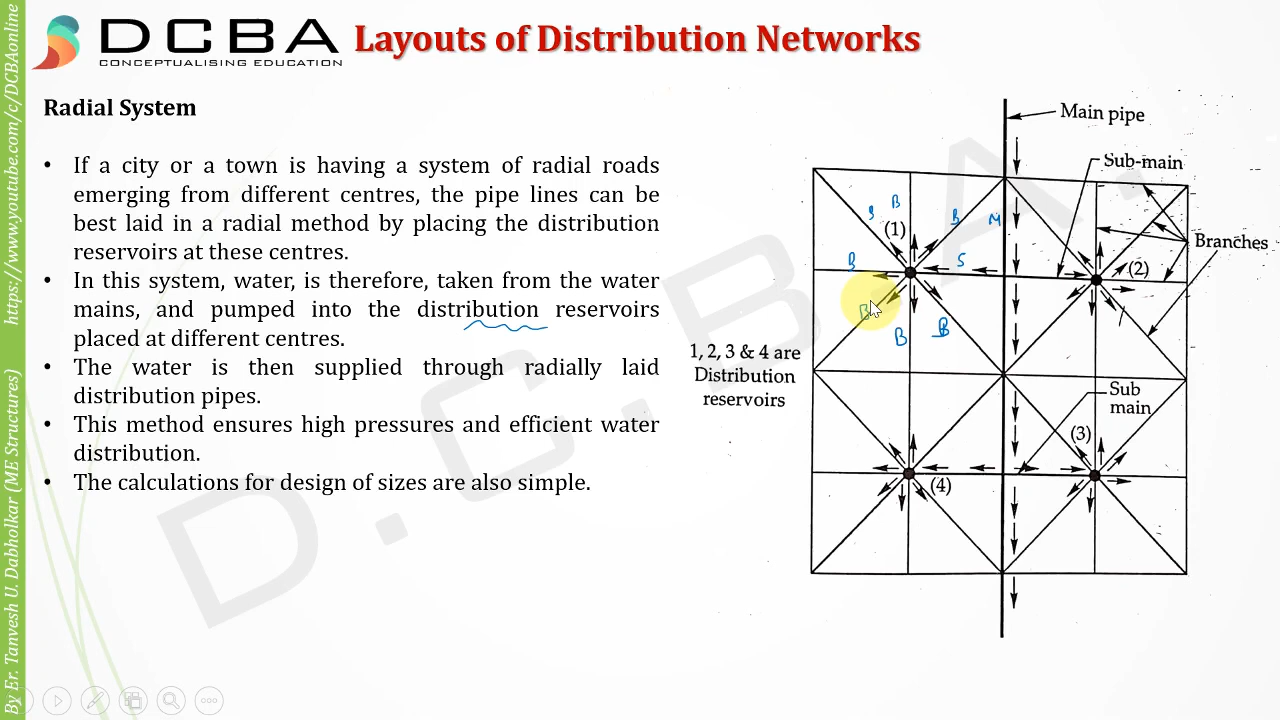 DCBA
CONCEPTUALISING EDUCATION
Layouts of Distribution Networks
By Er. Tanvesh U. Dabholkar (ME Structures) https://www.youtube.com/c/DCBAonline
Radial System
• If a city or a town is having a system of radial roads
emerging from different centres, the pipe lines can be
best laid in a radial method by placing the distribution
reservoirs at these centres.
• In this system, water, is therefore, taken from the water
mains, and pumped into the distribution reservoirs
placed at different centres.
• The water is then supplied through radially laid
distribution pipes.
• This method ensures high pressures and efficient water
distribution.
• The calculations for design of sizes are also simple.
Main pipe
Sub-main
B
B
M
(1)
Branches
B
S
(2)
B
B
B
1, 2, 3 & 4 are
Distribution
reservoirs
Sub
main
(3)
(4)
D.C.B.A.